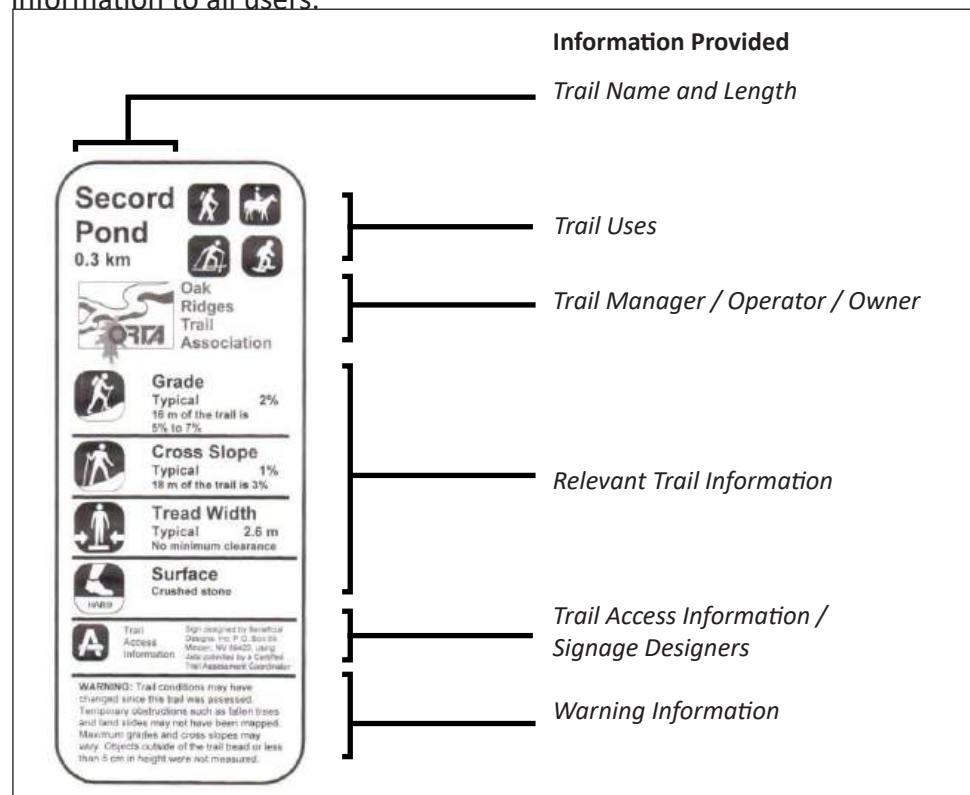 information to all users.
Information Provided
Trail Name and Length
Secord
Pond
0.3 km
Trail Uses
ORTA
Oak
Ridges
Trail
Association
Trail Manager / Operator / Owner
Grade
Typical 2%
16 m of the trail is
5% to 7%
Cross Slope
Typical 1%
18 m of the trail is 3%
Relevant Trail Information
Tread Width
Typical 2.6 m
No minimum clearance
Surface
Crushed stone
HARD
A
Trail
Access
Information
Sign designed by Beneficial
Designs, Inc. P.O. Box 69
Minden, NV 89423, using
data collected by a Certified
Trail Assessment Coordinator
Trail Access Information /
Signage Designers
WARNING: Trail conditions may have
changed since this trail was assessed.
Temporary obstructions such as fallen trees
and land slides may not have been mapped.
Maximum grades and cross slopes may
vary. Objects outside of the trail tread or less
than 5 cm in height were not measured.
Warning Information